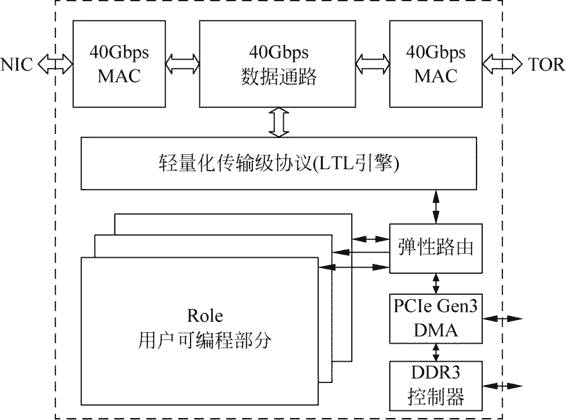 NIC
40Gbps
MAC
40Gbps
数据通路
40Gbps
MAC
TOR
轻量化传输级协议(LTL引擎)
弹性路由
Role
用户可编程部分
PCIe Gen3
DMA
DDR3
控制器